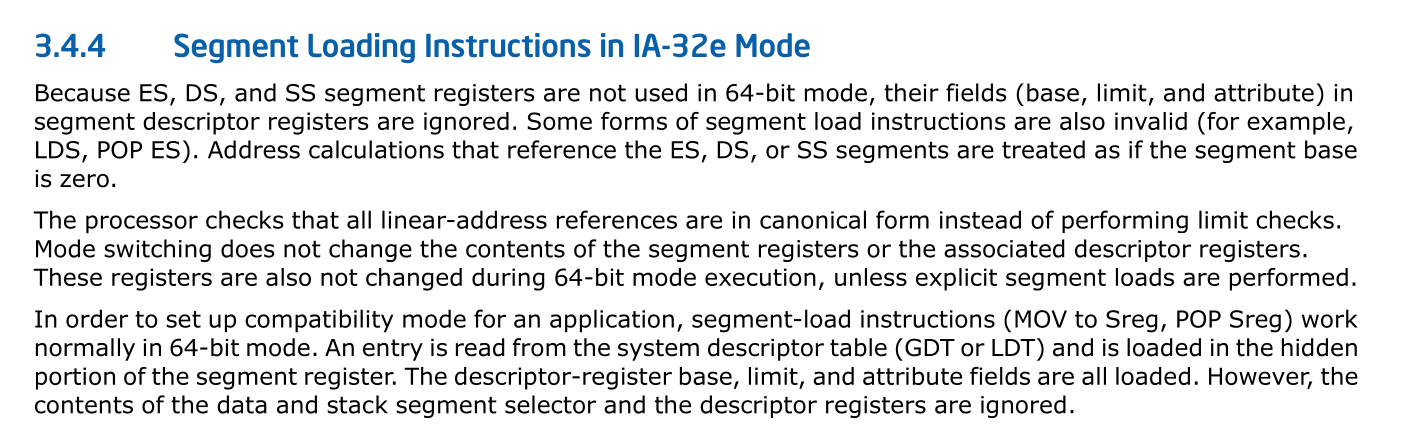 3.4.4 Segment Loading Instructions in IA-32e Mode
Because ES, DS, and SS segment registers are not used in 64-bit mode, their fields (base, limit, and attribute) in
segment descriptor registers are ignored. Some forms of segment load instructions are also invalid (for example,
LDS, POP ES). Address calculations that reference the ES, DS, or SS segments are treated as if the segment base
is zero.
The processor checks that all linear-address references are in canonical form instead of performing limit checks.
Mode switching does not change the contents of the segment registers or the associated descriptor registers.
These registers are also not changed during 64-bit mode execution, unless explicit segment loads are performed.
In order to set up compatibility mode for an application, segment-load instructions (MOV to Sreg, POP Sreg) work
normally in 64-bit mode. An entry is read from the system descriptor table (GDT or LDT) and is loaded in the hidden
portion of the segment register. The descriptor-register base, limit, and attribute fields are all loaded. However, the
contents of the data and stack segment selector and the descriptor registers are ignored.